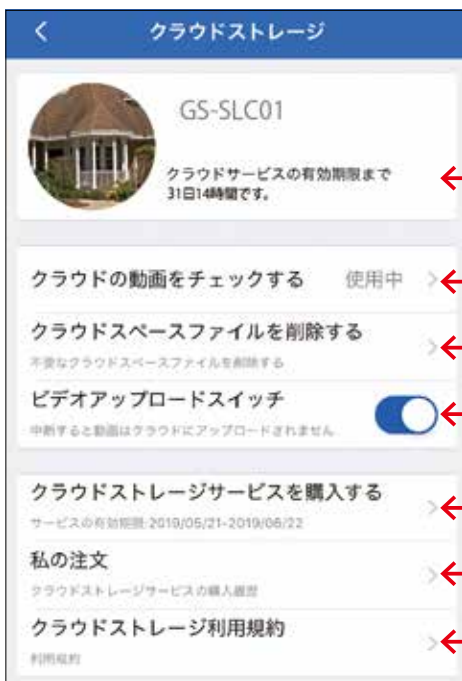 クラウドストレージ
GS-SLC01
クラウドサービスの有効期限まで
31日14時間です。
クラウドの動画をチェックする 使用中
クラウドスペースファイルを削除する
不要なクラウドスペースファイルを削除する
ビデオアップロードスイッチ
中断すると動画はクラウドにアップロードされません
クラウドストレージサービスを購入する
サービスの有効期限:2019/05/21-2019/06/22
私の注文
クラウドストレージサービスの購入履歴
クラウドストレージ利用規約
利用規約